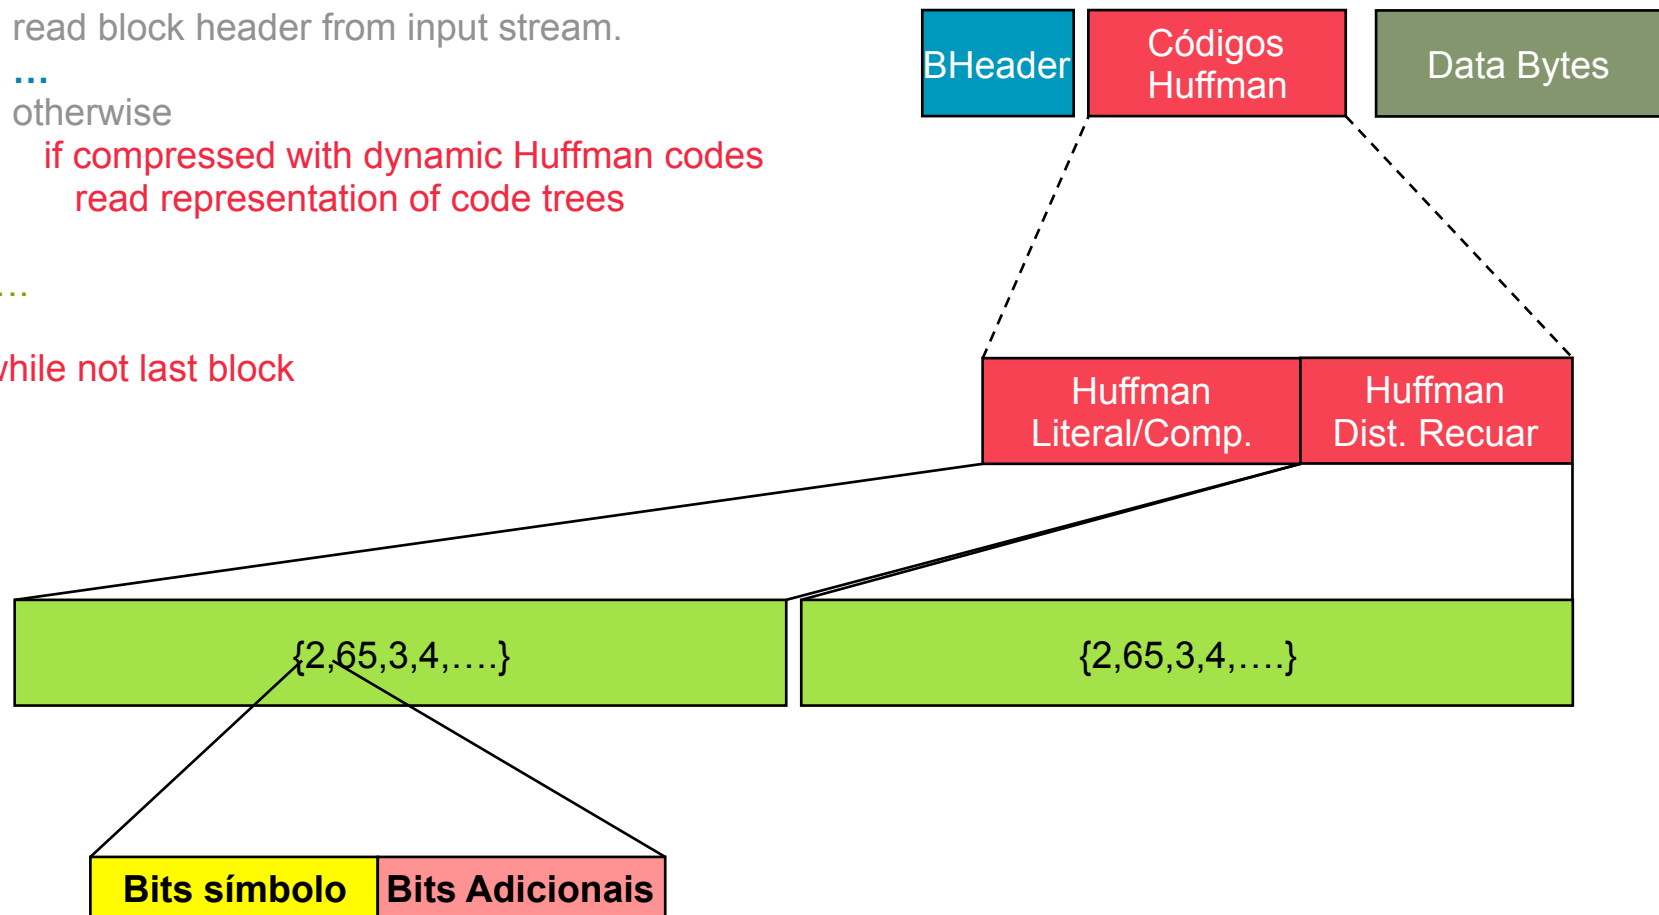 read block header from input stream.
…
otherwise
if compressed with dynamic Huffman codes
read representation of code trees
…
while not last block
BHeader
Códigos
Huffman
Data Bytes
Huffman
Literal/Comp.
Huffman
Dist. Recuar
{2,65,3,4,….}
{2,65,3,4,….}
Bits símbolo
Bits Adicionais